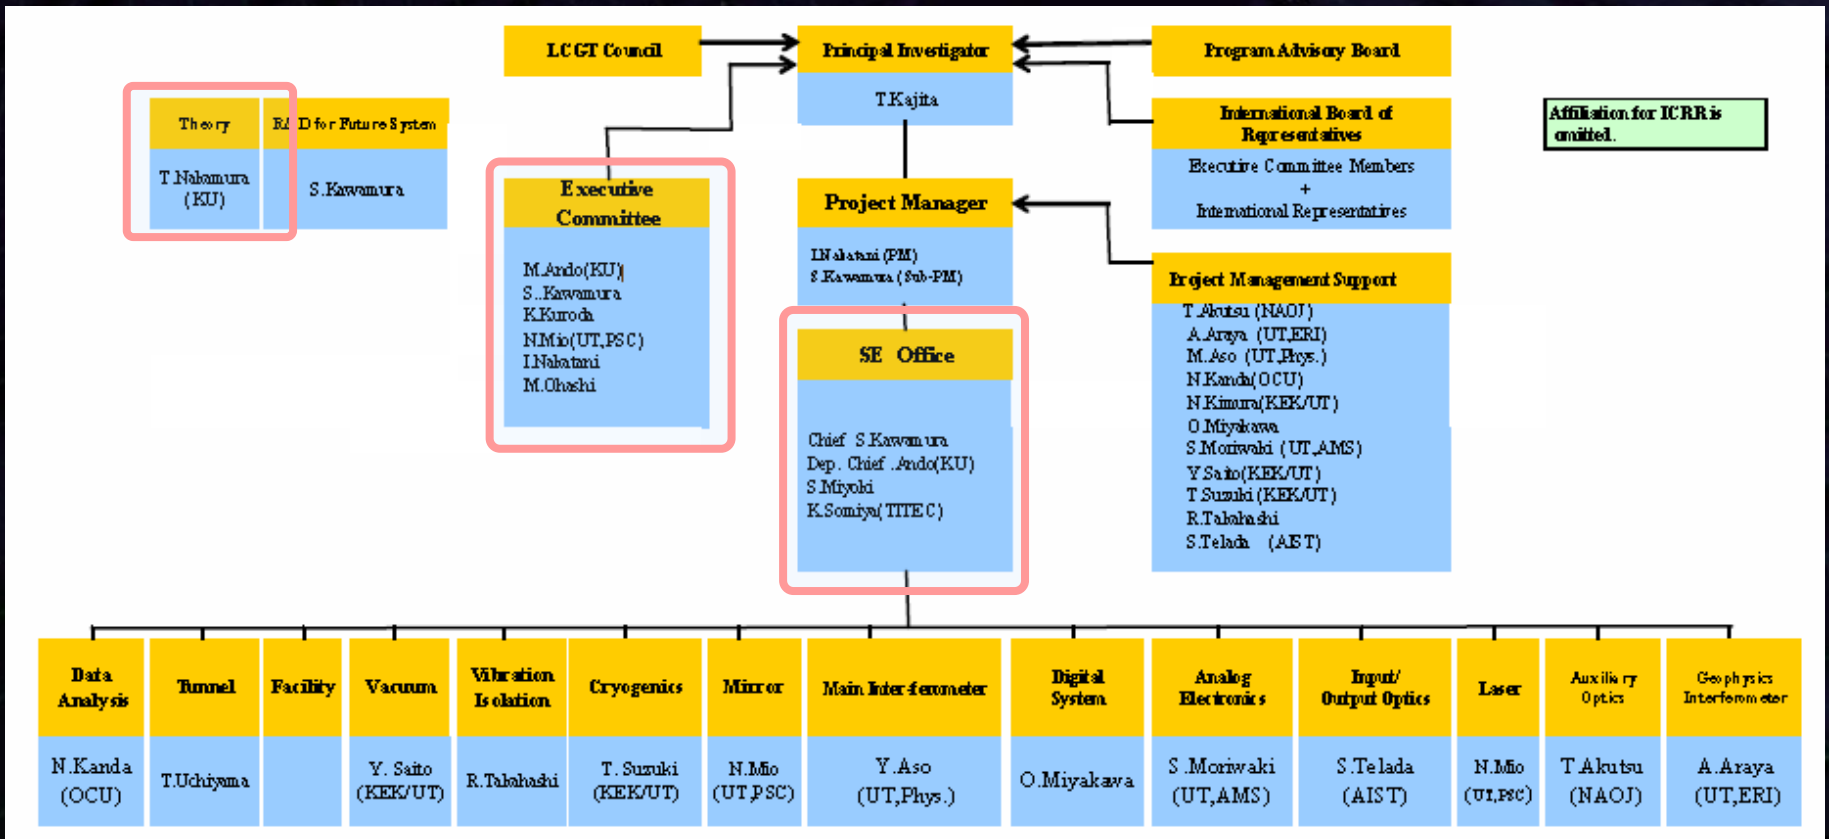 LCGT Council
Principal Investigator
T.Kajita
Program Advisory Board
Theory
T.Nakamura
(KU)
R&D for Future System
S.Kawamura
International Board of
Representatives
Executive Committee Members
+
International Representatives
Affiliation for ICRR is
omitted.
Executive
Committee
M.Ando(KU)
S..Kawamura
K.Kuroda
N.Mio(UT,PSC)
I.Nakatani
M.Ohashi
Project Manager
I.Nakatani (PM)
S.Kawamura (Sub-PM)
SE Office
Chief S.Kawamura
Dep. Chief .Ando(KU)
S.Miyoki
K.Somiya(TITEC)
Project Management Support
T.Akutsu (NAOJ)
A.Araya (UT,ERI)
M.Aso (UT,Phys.)
N.Kanda(OCU)
N.Kimura(KEK/UT)
O.Miyakawa
S.Moriwaki (UT,AMS)
Y.Saito(KEK/UT)
T.Suzuki(KEK/UT)
R.Takahashi
S.Telada (AIST)
Data
Analysis
N.Kanda
(OCU)
Tunnel
T.Uchiyama
Facility
Vacuum
Y. Saito
(KEK/UT)
Vibration
Isolation
R.Takahashi
Cryogenics
T. Suzuki
(KEK/UT)
Mirror
N.Mio
(UT,PSC)
Main Interferometer
Y.Aso
(UT,Phys.)
Digital
System
O.Miyakawa
Analog
Electronics
S.Moriwaki
(UT,AMS)
Input/
Output Optics
S.Telada
(AIST)
Laser
N.Mio
(UT,PSC)
Auxiliary
Optics
T.Akutsu
(NAOJ)
Geophysics
Interferometer
A.Araya
(UT,ERI)